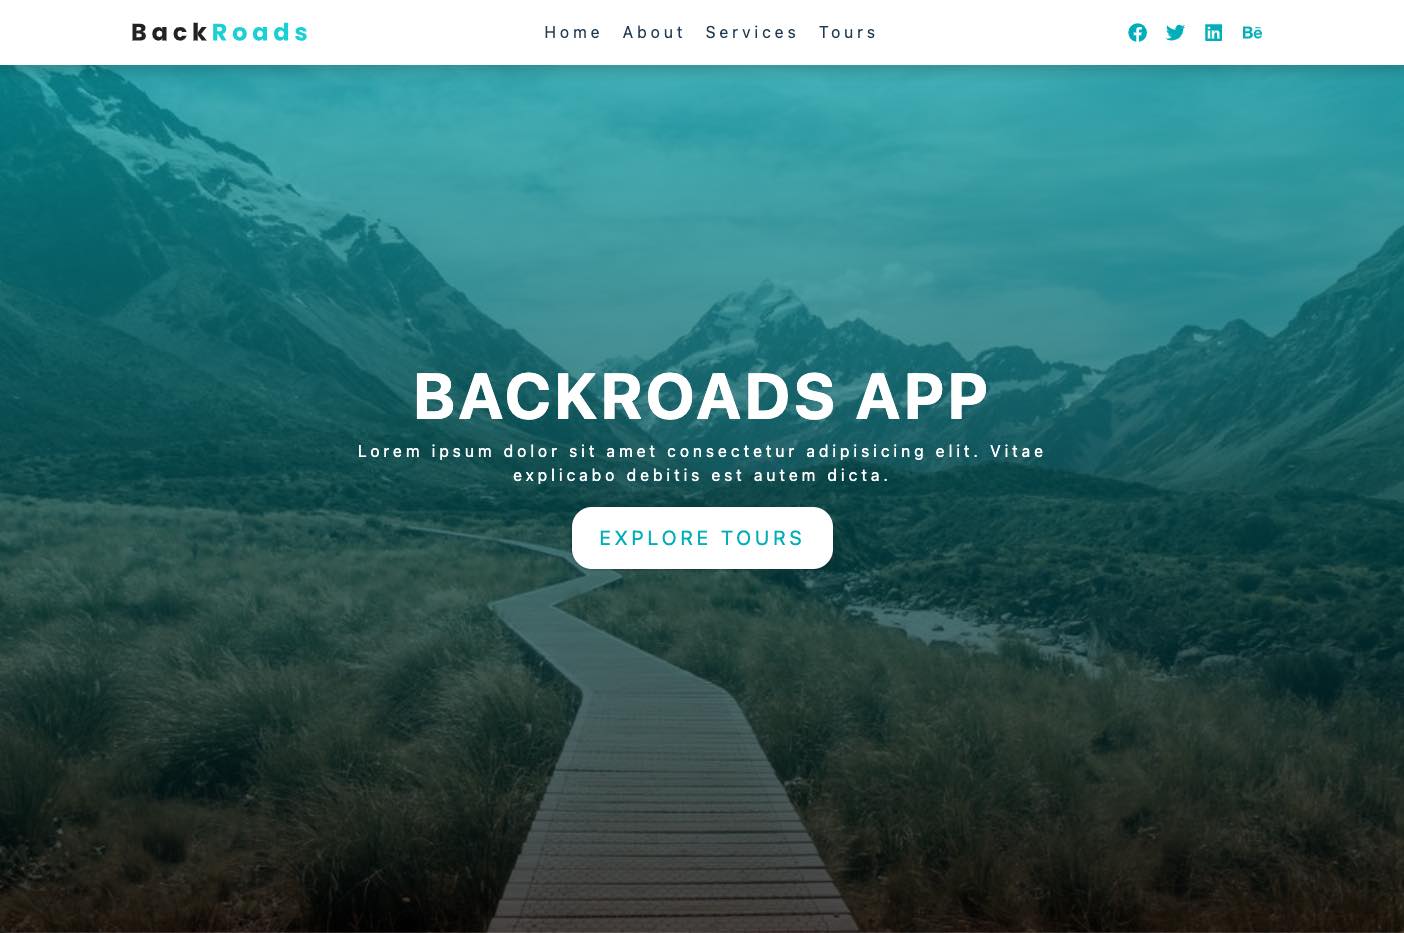 BackRoads
Home About Services Tours
Bē
BACKROADS APP
Lorem ipsum dolor sit amet consectetur adipisicing elit. Vitae
explicabo debitis est autem dicta.
EXPLORE TOURS